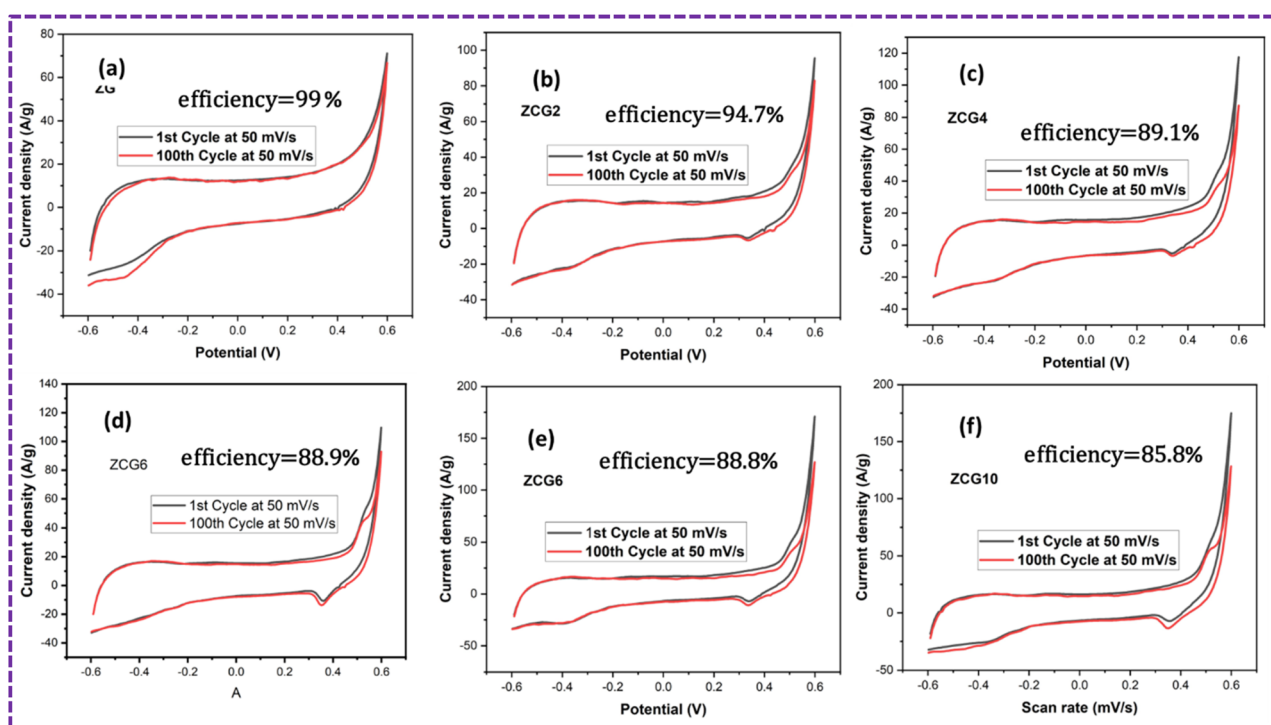 (a)
ZG
efficiency=99%
1st Cycle at 50 mV/s
100th Cycle at 50 mV/s
Current density (A/g)
80
60
40
20
0
-20
-40
-0.6 -0.4 -0.2 0.0 0.2 0.4 0.6
Potential (V)
(b)
ZCG2
efficiency=94.7%
1st Cycle at 50 mV/s
100th Cycle at 50 mV/s
Current density (A/g)
100
80
60
40
20
0
-20
-40
-0.6 -0.4 -0.2 0.0 0.2 0.4 0.6
Potential (V)
(c)
ZCG4
efficiency=89.1%
1st Cycle at 50 mV/s
100th Cycle at 50 mV/s
Current density (A/g)
120
100
80
60
40
20
0
-20
-40
-0.6 -0.4 -0.2 0.0 0.2 0.4 0.6
Potential (V)
(d)
ZCG6
efficiency=88.9%
1st Cycle at 50 mV/s
100th Cycle at 50 mV/s
Current density (A/g)
140
120
100
80
60
40
20
0
-20
-40
-0.6 -0.4 -0.2 0.0 0.2 0.4 0.6
A
(e)
ZCG6
efficiency=88.8%
1st Cycle at 50 mV/s
100th Cycle at 50 mV/s
Current density (A/g)
200
150
100
50
0
-50
-0.6 -0.4 -0.2 0.0 0.2 0.4 0.6
Potential (V)
(f)
ZCG10
efficiency=85.8%
1st Cycle at 50 mV/s
100th Cycle at 50 mV/s
Current density (A/g)
200
150
100
50
0
-50
-0.6 -0.4 -0.2 0.0 0.2 0.4 0.6
Scan rate (mV/s)